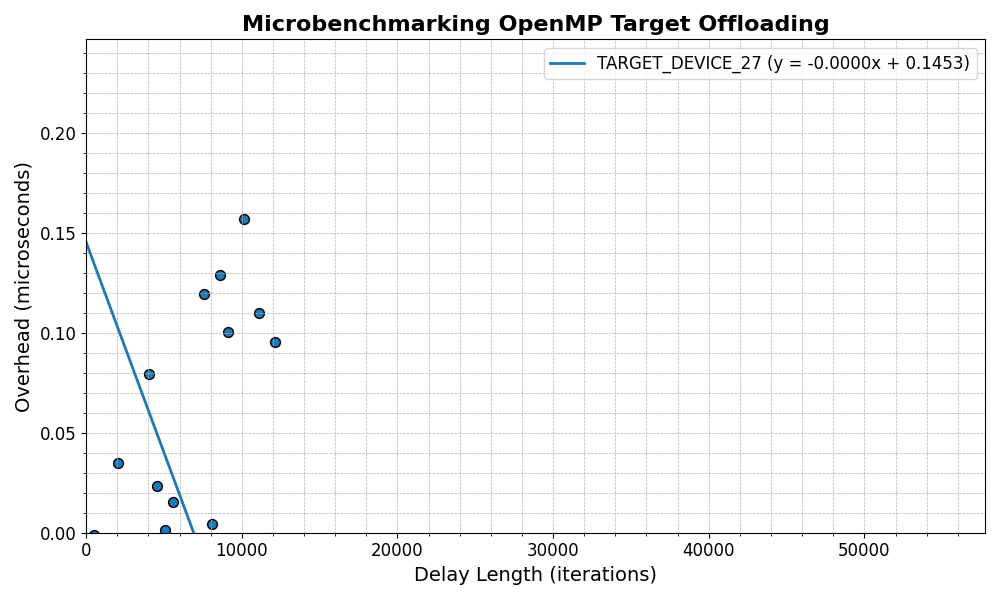 Microbenchmarking OpenMP Target Offloading
TARGET_DEVICE_27 (y = -0.0000x + 0.1453)
Overhead (microseconds)
0.20
0.15
0.10
0.05
0.00
0 10000 20000 30000 40000 50000
Delay Length (iterations)